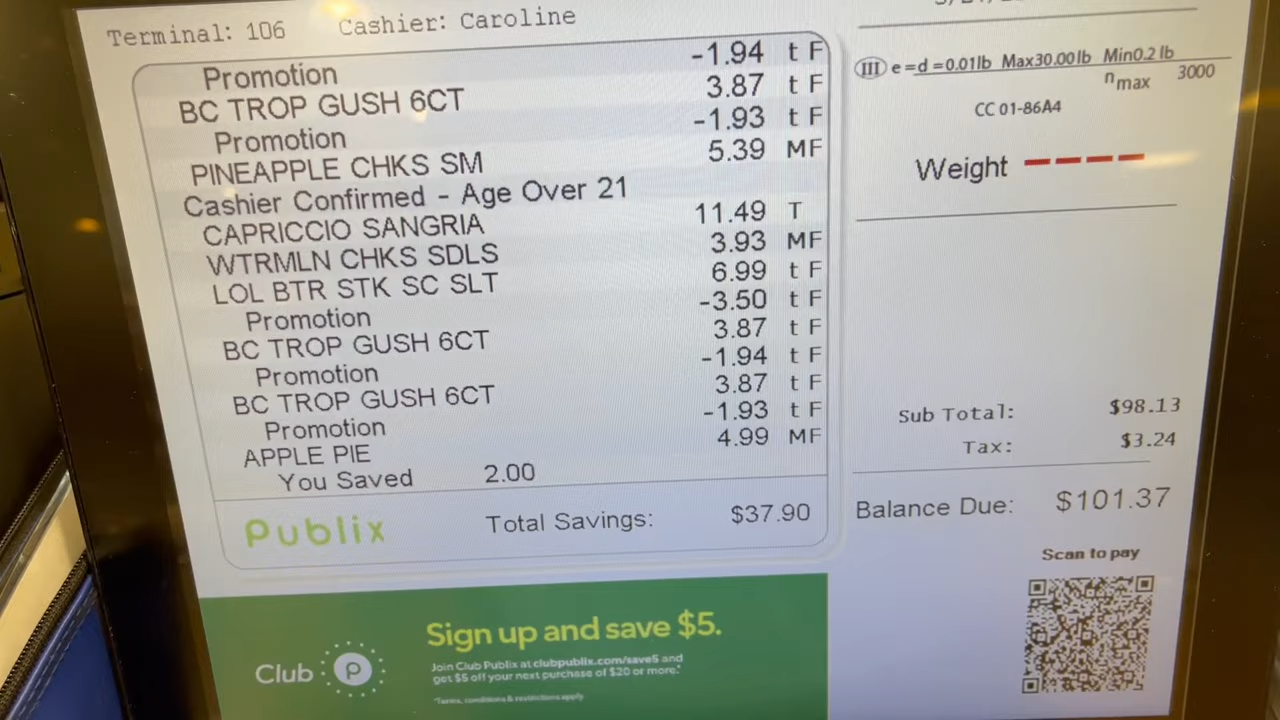 Terminal: 106 Cashier: Caroline
Promotion -1.94 t F
BC TROP GUSH 6CT 3.87 t F
Promotion -1.93 t F
PINEAPPLE CHKS SM 5.39 MF
Cashier Confirmed - Age Over 21
CAPRICCIO SANGRIA 11.49 T
WTRMLN CHKS SDLS 3.93 MF
LOL BTR STK SC SLT 6.99 t F
Promotion -3.50 t F
BC TROP GUSH 6CT 3.87 t F
Promotion -1.94 t F
BC TROP GUSH 6CT 3.87 t F
Promotion -1.93 t F
APPLE PIE 4.99 MF
You Saved 2.00
Publix Total Savings: $37.90
III e=d=0.01lb Max30.00lb Min0.2 lb
nmax 3000
CC 01-86A4
Weight ----
Sub Total: $98.13
Tax: $3.24
Balance Due: $101.37
Scan to pay
Club P
Sign up and save $5.
Join Club Publix at clubpublix.com/save5 and
get $5 off your next purchase of $20 or more.*
*Terms, conditions & restrictions apply